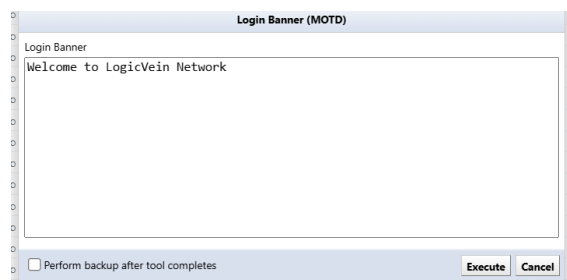 Login Banner (MOTD)
Login Banner
Welcome to LogicVein Network
Perform backup after tool completes
Execute Cancel